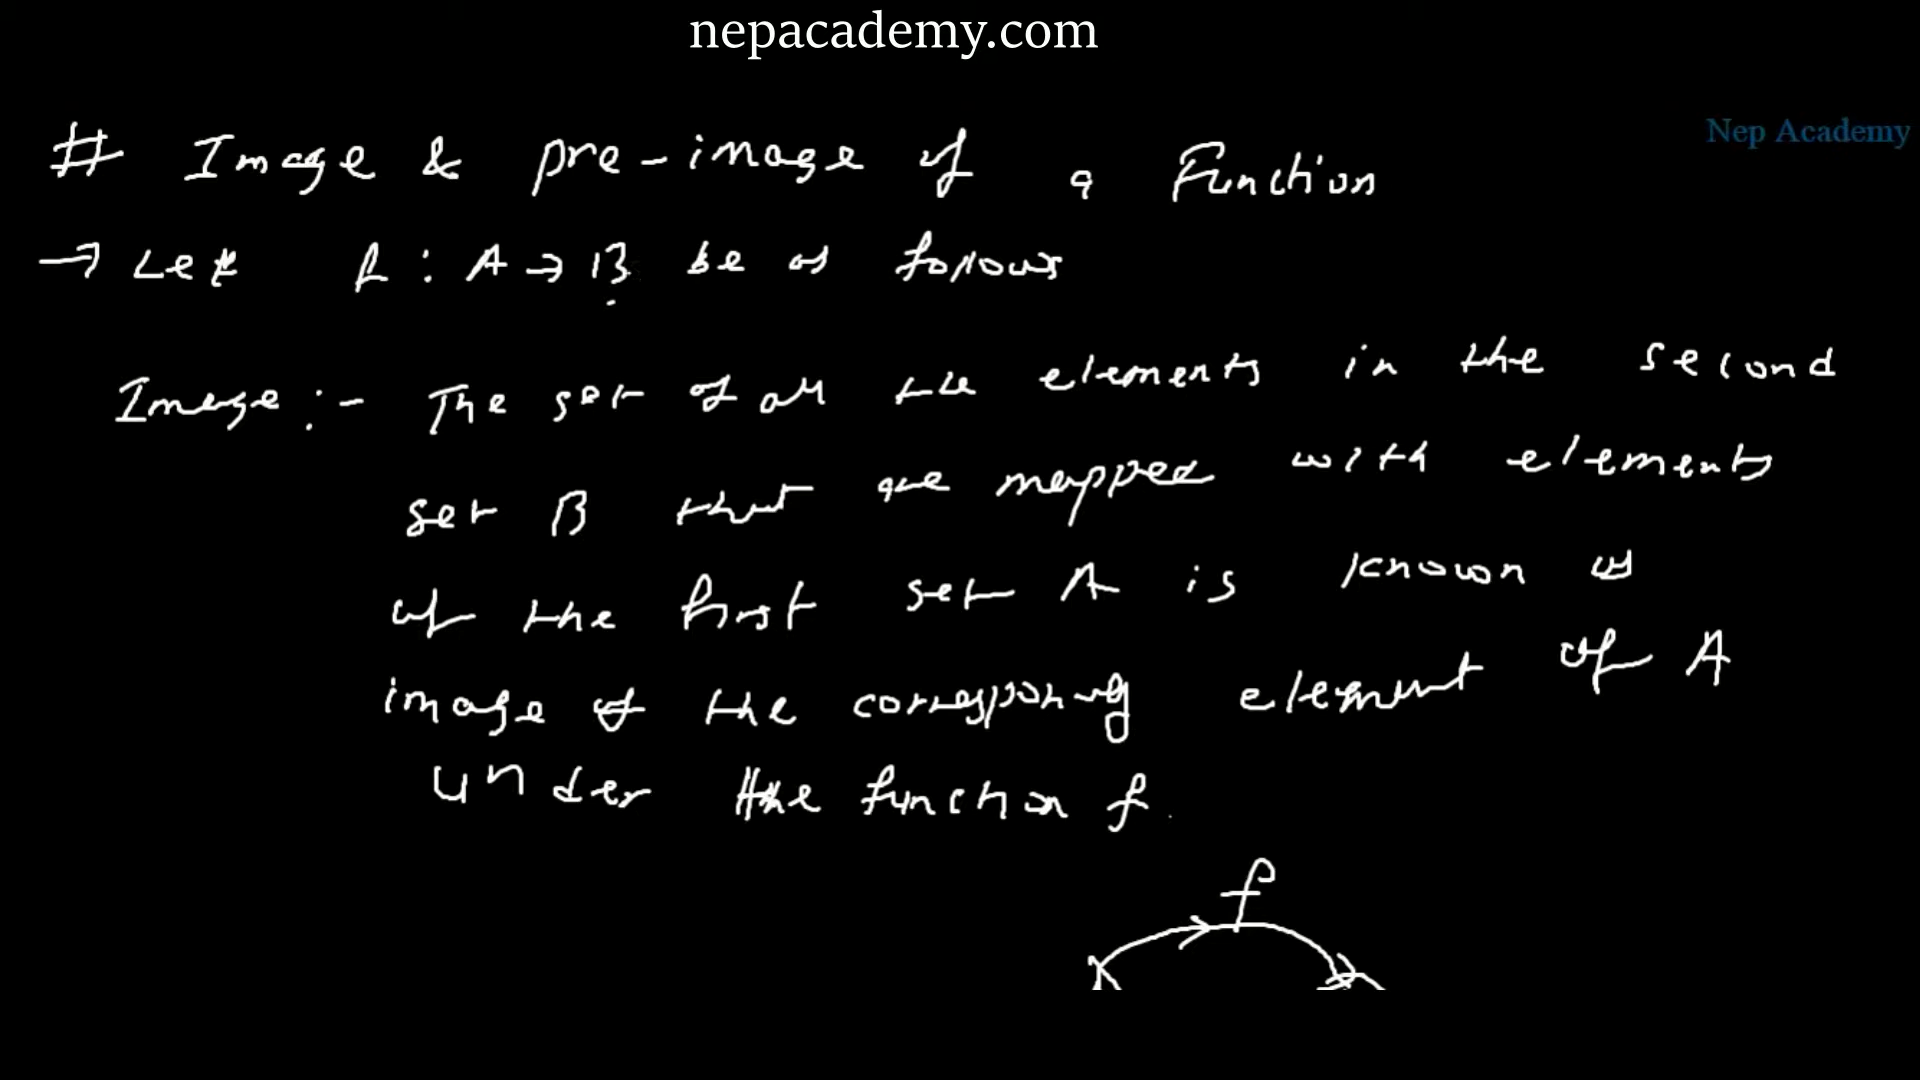 nepacademy.com
Nep Academy
# Image & pre-image of a Function
→ Let f : A → B be as follows
Image :- The set of all the elements in the second
set B that are mapped with elements
of the first set A is known as
image of the corresponding element of A
under the function f.
f